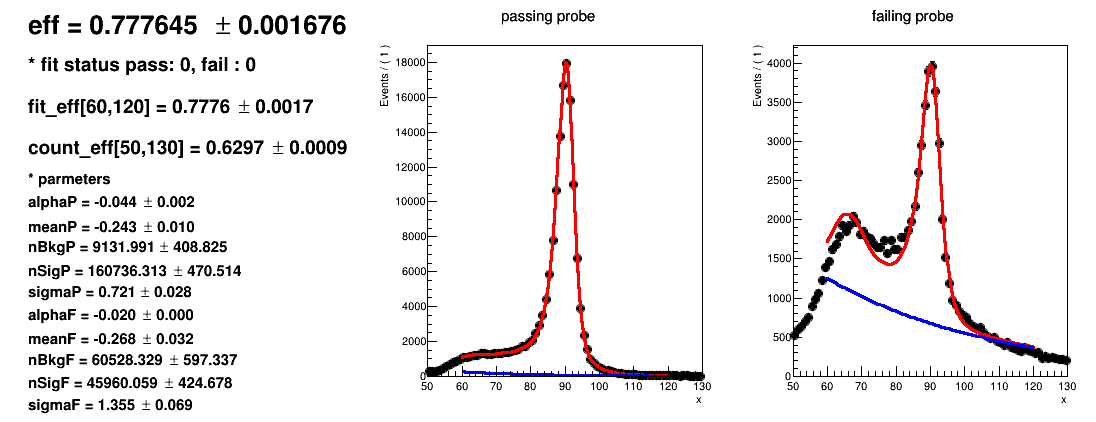 eff = 0.777645 ± 0.001676
* fit status pass: 0, fail : 0
fit_eff[60,120] = 0.7776 ± 0.0017
count_eff[50,130] = 0.6297 ± 0.0009
* parmeters
alphaP = -0.044 ± 0.002
meanP = -0.243 ± 0.010
nBkgP = 9131.991 ± 408.825
nSigP = 160736.313 ± 470.514
sigmaP = 0.721 ± 0.028
alphaF = -0.020 ± 0.000
meanF = -0.268 ± 0.032
nBkgF = 60528.329 ± 597.337
nSigF = 45960.059 ± 424.678
sigmaF = 1.355 ± 0.069
passing probe
Events / ( 1 )
18000
16000
14000
12000
10000
8000
6000
4000
2000
0
50 60 70 80 90 100 110 120 130
x
failing probe
Events / ( 1 )
4000
3500
3000
2500
2000
1500
1000
500
0
50 60 70 80 90 100 110 120 130
x